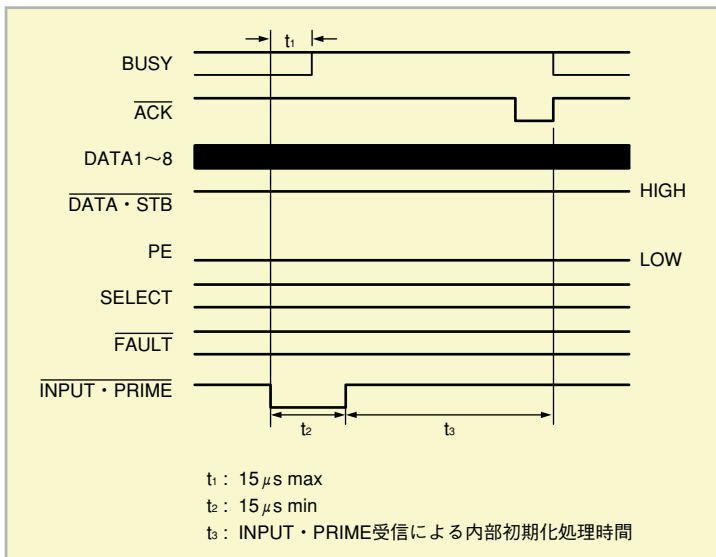 t₁
BUSY
ACK
DATA1～8
DATA・STB
HIGH
PE
LOW
SELECT
FAULT
INPUT・PRIME
t₂
t₃
t₁ : 15μs max
t₂ : 15μs min
t₃ : INPUT・PRIME受信による内部初期化処理時間